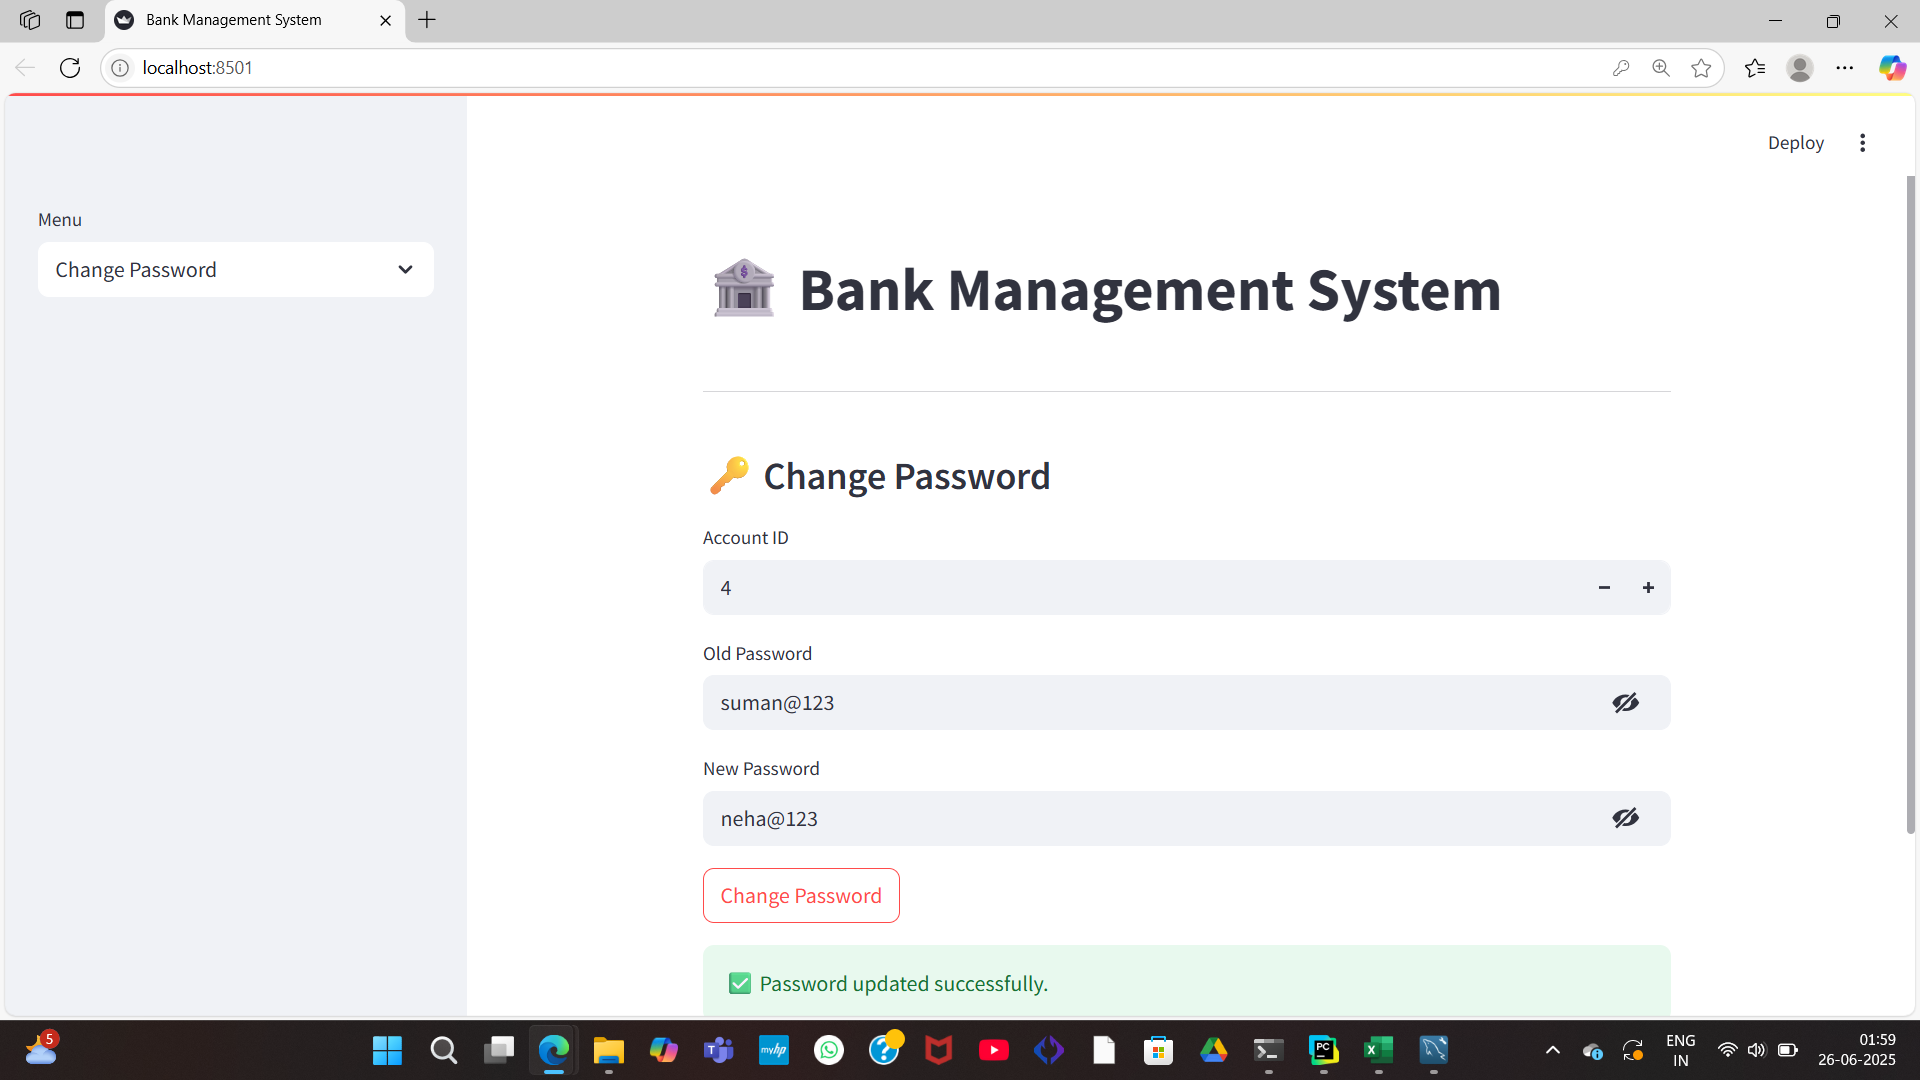 Bank Management System
localhost:8501
Deploy
Menu
Change Password
Bank Management System
Change Password
Account ID
4
Old Password
suman@123
New Password
neha@123
Change Password
Password updated successfully.
5
myhp
PC
ENG
IN
01:59
26-06-2025